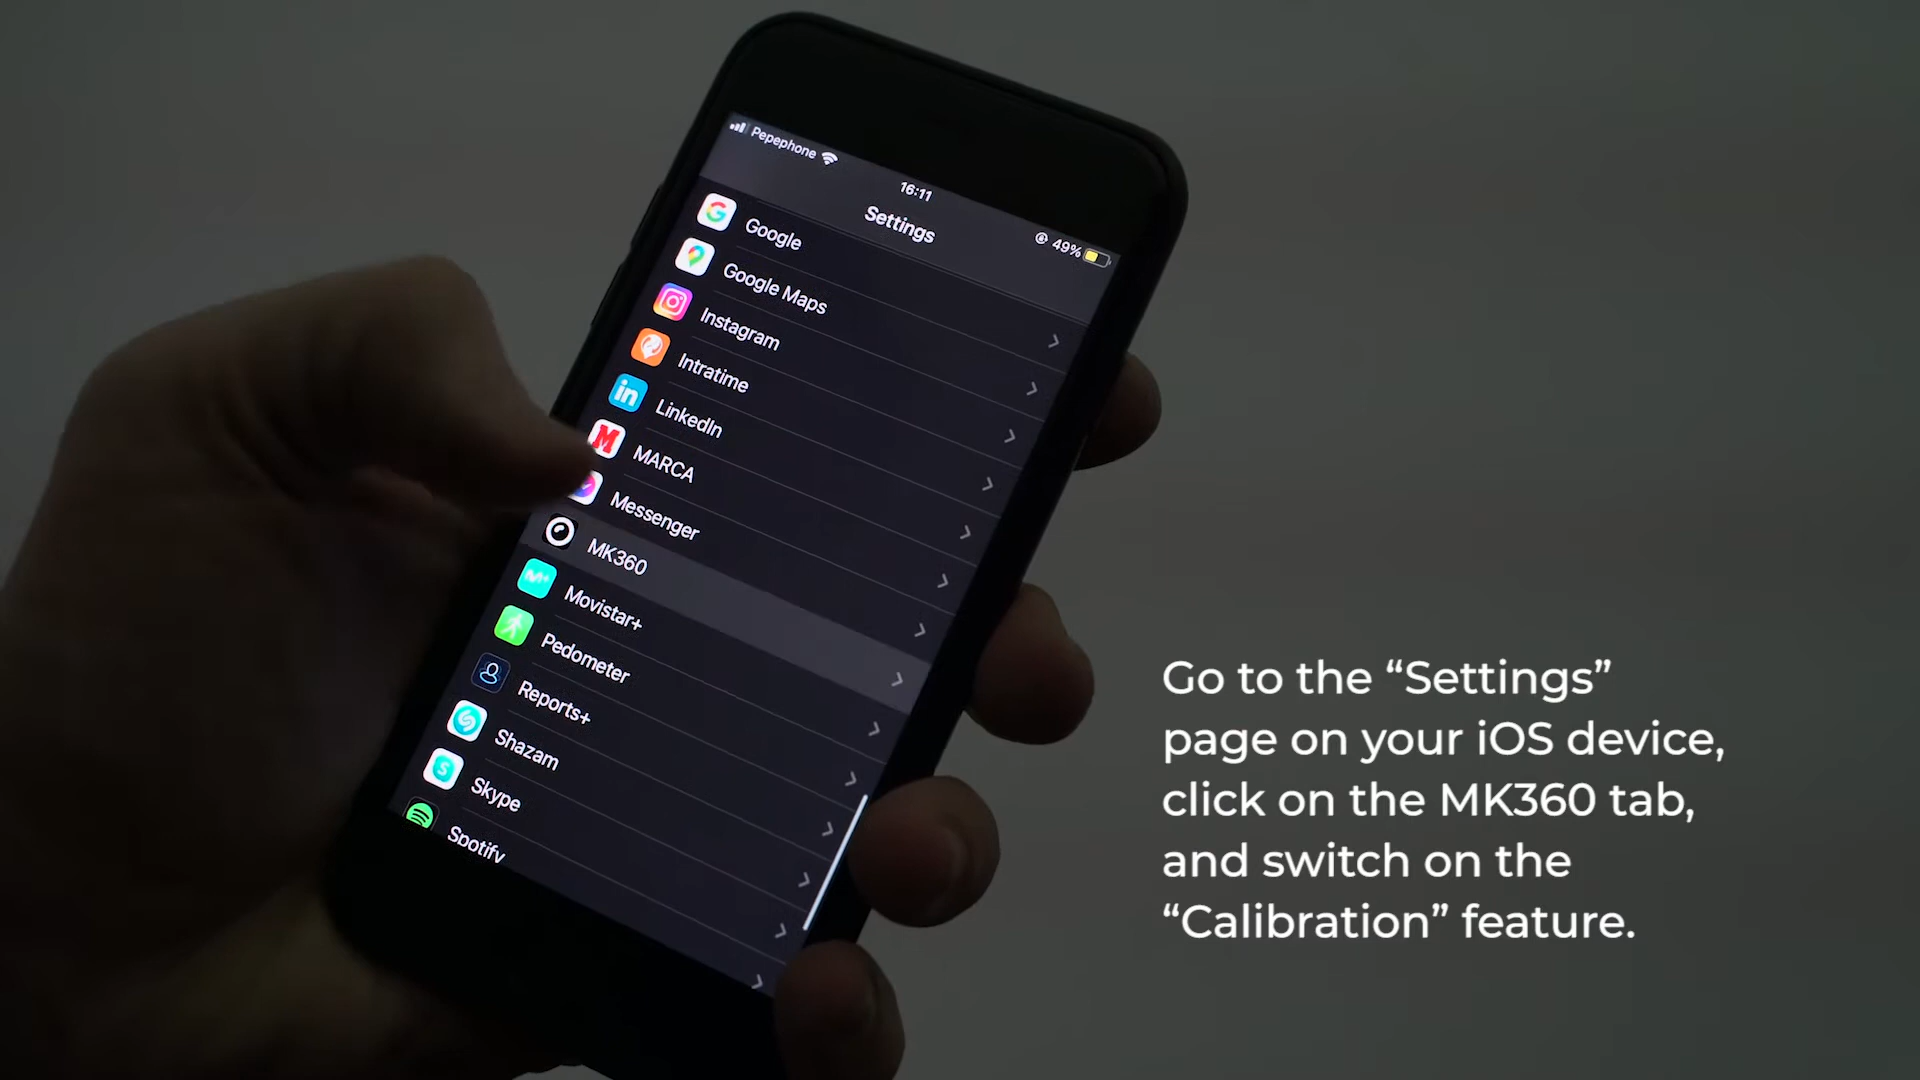 Pepephone
16:11
49%
Settings
Google
Google Maps
Instagram
Intratime
LinkedIn
MARCA
Messenger
MK360
Movistar+
Pedometer
Reports+
Shazam
Skype
Spotify
Go to the “Settings”
page on your iOS device,
click on the MK360 tab,
and switch on the
“Calibration” feature.